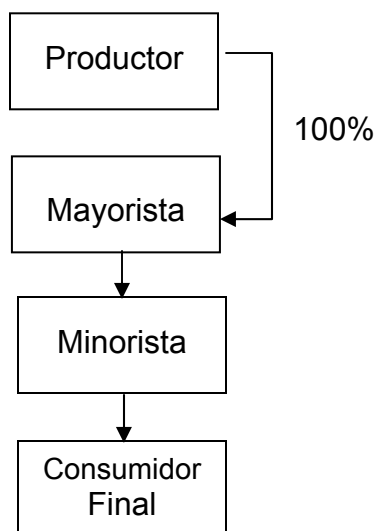 Productor
100%
Mayorista
Minorista
Consumidor
Final